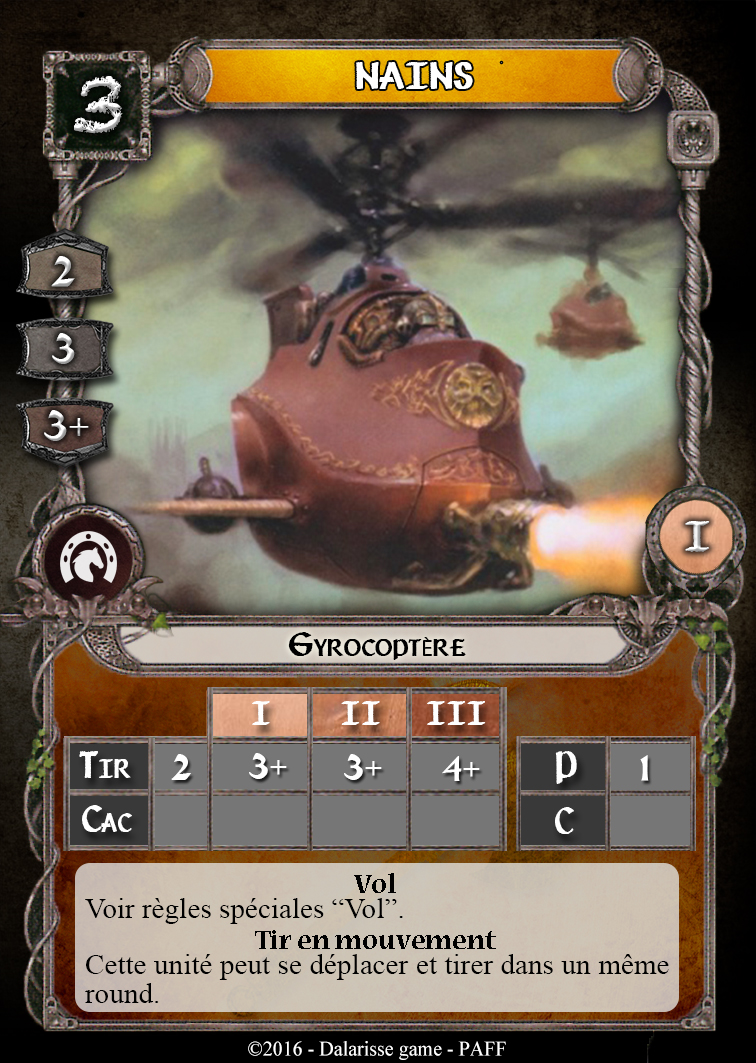 NAINS
3
2
3
3+
I
Gyrocoptère
I II III
Tir 2 3+ 3+ 4+ P 1
Cac C
Vol
Voir règles spéciales “Vol”.
Tir en mouvement
Cette unité peut se déplacer et tirer dans un même
round.
©2016 - Dalarisse game - PAFF